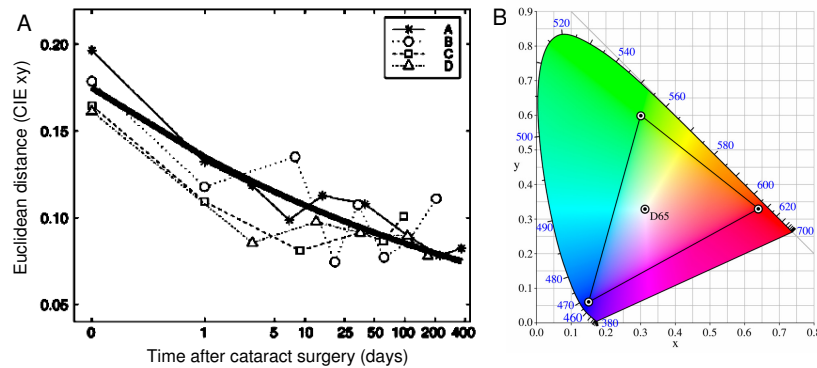 A
B
0.20
0.15
0.10
0.05
Euclidean distance (CIE xy)
A
B
C
D
0 1 5 10 25 50 100 200 400
Time after cataract surgery (days)
0.9
0.8
0.7
0.6
0.5
y
0.4
0.3
0.2
0.1
0.0
0.0 0.1 0.2 0.3 0.4 0.5 0.6 0.7 0.8
x
520
540
560
580
600
620
700
500
490
480
470
460
380
D65